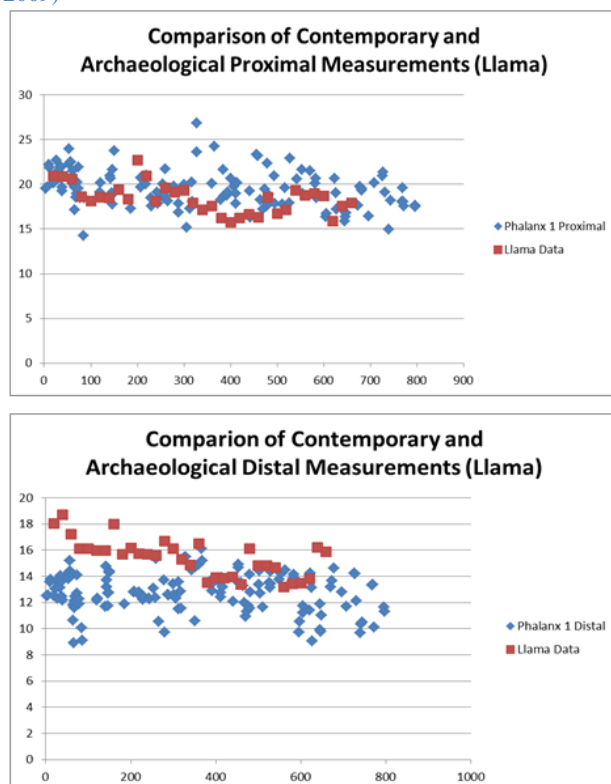 2009)
Comparison of Contemporary and
Archaeological Proximal Measurements (Llama)
30
25
20
15
10
5
0
0 100 200 300 400 500 600 700 800 900
Phalanx 1 Proximal
Llama Data
Comparion of Contemporary and
Archaeological Distal Measurements (Llama)
20
18
16
14
12
10
8
6
4
2
0
0 200 400 600 800 1000
Phalanx 1 Distal
Llama Data